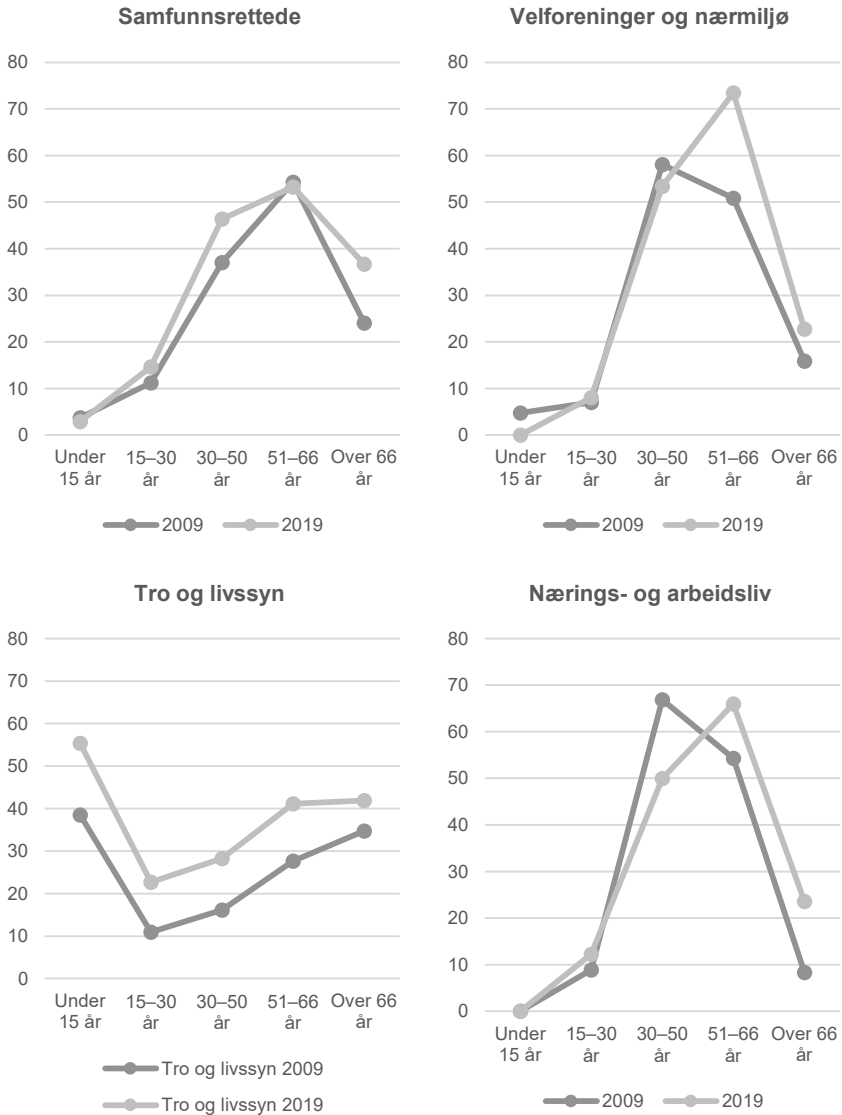 Samfunnsrettede
80
70
60
50
40
30
20
10
0
Under
15 år
15–30
år
30–50
år
51–66
år
Over 66
år
2009 2019
Velforeninger og nærmiljø
80
70
60
50
40
30
20
10
0
Under
15 år
15–30
år
30–50
år
51–66
år
Over 66
år
2009 2019
Tro og livssyn
80
70
60
50
40
30
20
10
0
Under
15 år
15–30
år
30–50
år
51–66
år
Over 66
år
Tro og livssyn 2009
Tro og livssyn 2019
Nærings- og arbeidsliv
80
70
60
50
40
30
20
10
0
Under
15 år
15–30
år
30–50
år
51–66
år
Over 66
år
2009 2019